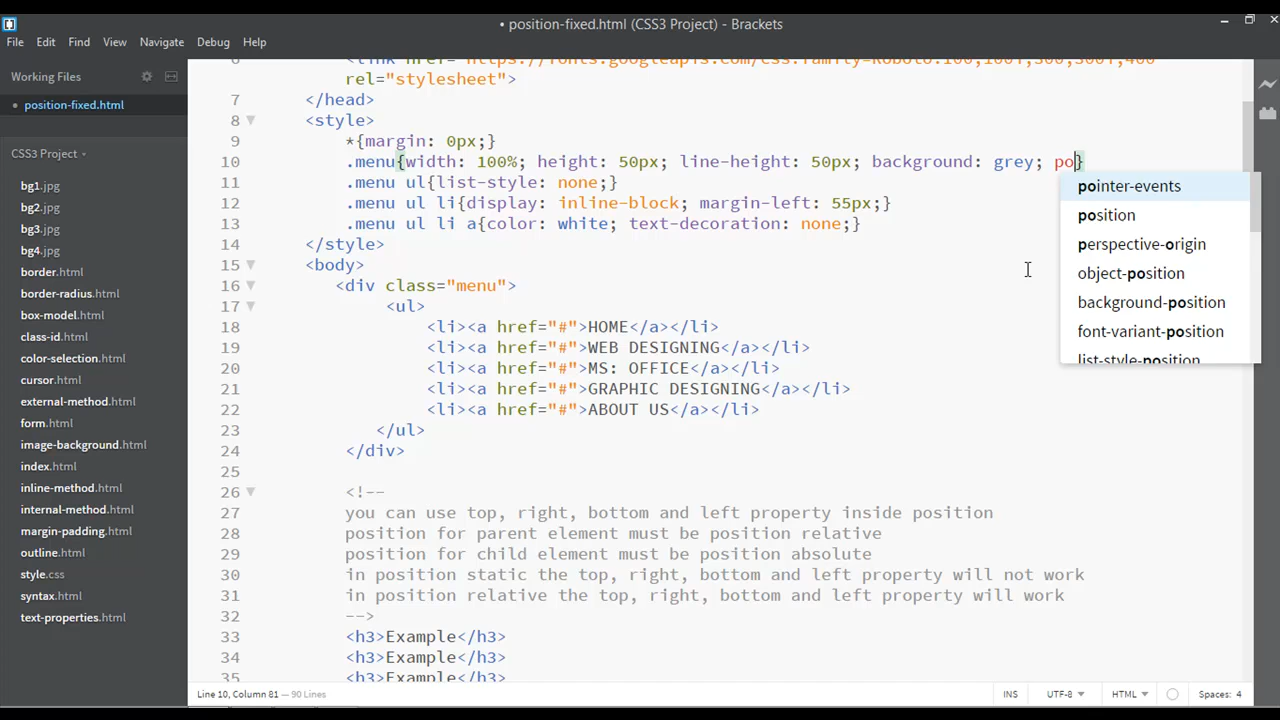 • position-fixed.html (CSS3 Project) - Brackets
File Edit Find View Navigate Debug Help
Working Files
• position-fixed.html
CSS3 Project
bg1.jpg
bg2.jpg
bg3.jpg
bg4.jpg
border.html
border-radius.html
box-model.html
class-id.html
color-selection.html
cursor.html
external-method.html
form.html
image-background.html
index.html
inline-method.html
internal-method.html
margin-padding.html
outline.html
style.css
syntax.html
text-properties.html
6 <link href="https://fonts.googleapis.com/css?family=Roboto:100,100i,300,300i,400"
rel="stylesheet">
7 </head>
8 <style>
9 *{margin: 0px;}
10 .menu{width: 100%; height: 50px; line-height: 50px; background: grey; po}
11 .menu ul{list-style: none;}
12 .menu ul li{display: inline-block; margin-left: 55px;}
13 .menu ul li a{color: white; text-decoration: none;}
14 </style>
15 <body>
16 <div class="menu">
17 <ul>
18 <li><a href="#">HOME</a></li>
19 <li><a href="#">WEB DESIGNING</a></li>
20 <li><a href="#">MS: OFFICE</a></li>
21 <li><a href="#">GRAPHIC DESIGNING</a></li>
22 <li><a href="#">ABOUT US</a></li>
23 </ul>
24 </div>
25
26 <!--
27 you can use top, right, bottom and left property inside position
28 position for parent element must be position relative
29 position for child element must be position absolute
30 in position static the top, right, bottom and left property will not work
31 in position relative the top, right, bottom and left property will work
32 -->
33 <h3>Example</h3>
34 <h3>Example</h3>
35 <h3>Example</h3>
pointer-events
position
perspective-origin
object-position
background-position
font-variant-position
list-style-position
Line 10, Column 81 — 90 Lines
INS UTF-8 HTML Spaces: 4